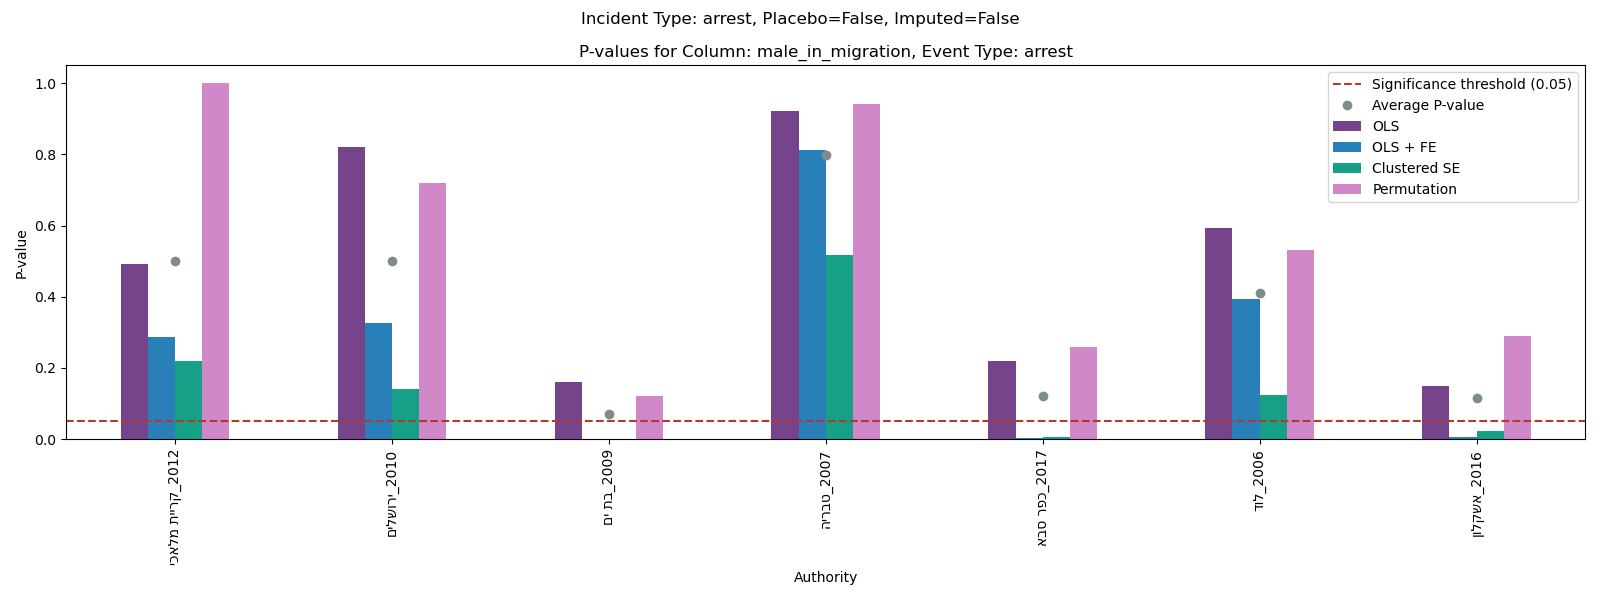 Incident Type: arrest, Placebo=False, Imputed=False
P-values for Column: male_in_migration, Event Type: arrest
P-value
1.0
0.8
0.6
0.4
0.2
0.0
Significance threshold (0.05)
Average P-value
OLS
OLS + FE
Clustered SE
Permutation
קריית מלאכי_2012
ירושלים_2010
בת ים_2009
טבריה_2007
כפר סבא_2017
לוד_2006
אשקלון_2016
Authority